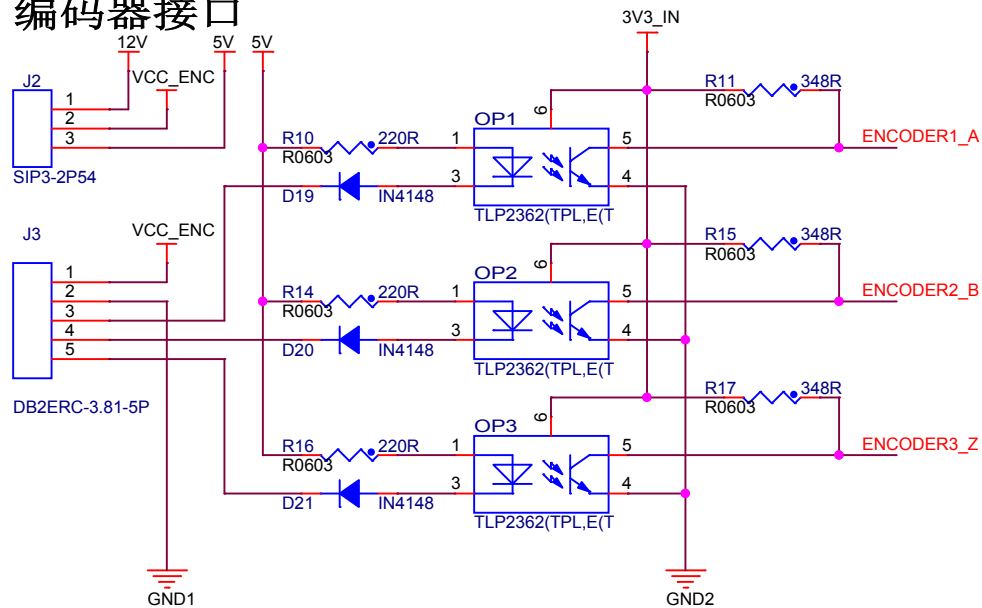 编码器接口
12V
5V
5V
3V3_IN
J2
VCC_ENC
1
2
3
SIP3-2P54
R10
220R
R0603
D19
IN4148
OP1
1
3
6
5
4
TLP2362(TPL,E(T
R11
348R
R0603
ENCODER1_A
J3
VCC_ENC
1
2
3
4
5
DB2ERC-3.81-5P
R14
220R
R0603
D20
IN4148
OP2
1
3
6
5
4
TLP2362(TPL,E(T
R15
348R
R0603
ENCODER2_B
R16
220R
R0603
D21
IN4148
OP3
1
3
6
5
4
TLP2362(TPL,E(T
R17
348R
R0603
ENCODER3_Z
GND1
GND2